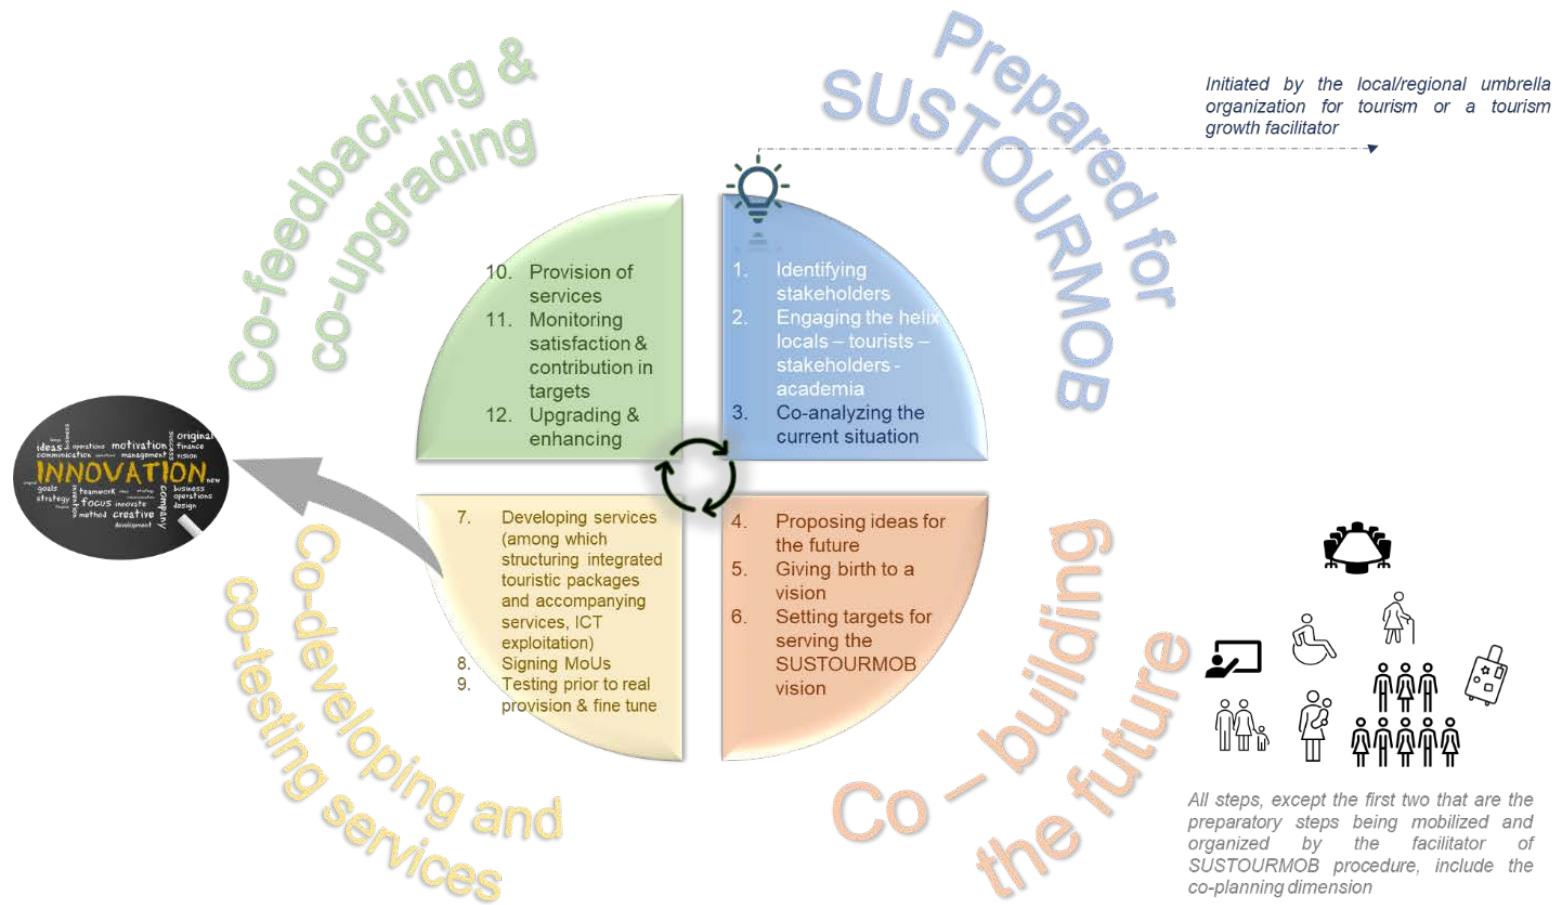 Co-feedbacking &
co-upgrading
Prepared for
SUSTOURMOB
Initiated by the local/regional umbrella
organization for tourism or a tourism
growth facilitator
10. Provision of
services
11. Monitoring
satisfaction &
contribution in
targets
12. Upgrading &
enhancing
1. Identifying
stakeholders
2. Engaging the helix
locals – tourists –
stakeholders -
academia
3. Co-analyzing the
current situation
ideas
operations
motivation
original
finance
success
communication
management
vision
INNOVATION
new
goals
teamwork
business
strategy
focus
innovate
company
operations
method
creative
design
development
7. Developing services
(among which
structuring integrated
touristic packages
and accompanying
services, ICT
exploitation)
8. Signing MoUs
9. Testing prior to real
provision & fine tune
4. Proposing ideas for
the future
5. Giving birth to a
vision
6. Setting targets for
serving the
SUSTOURMOB
vision
Co-developing and
co-testing services
Co – building
the future
All steps, except the first two that are the
preparatory steps being mobilized and
organized by the facilitator of
SUSTOURMOB procedure, include the
co-planning dimension